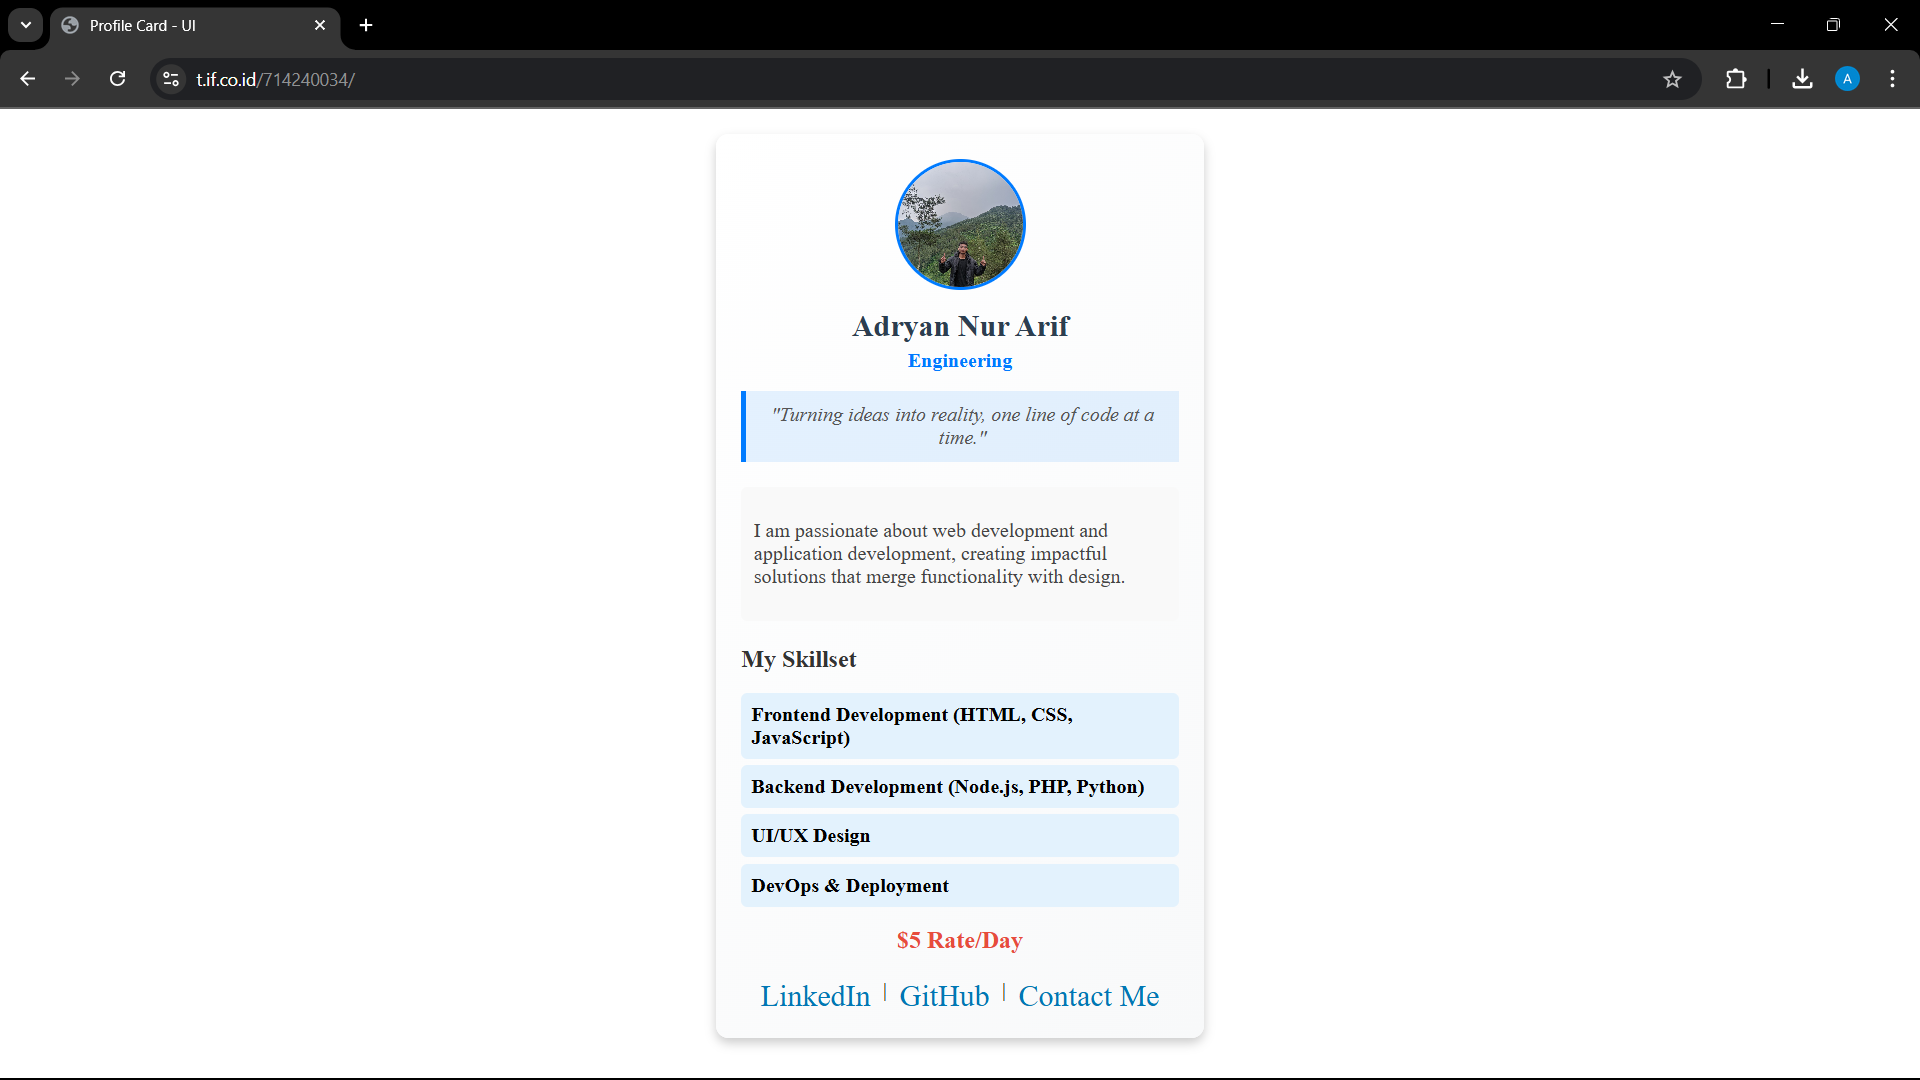 Profile Card - UI
t.if.co.id/714240034/
A
Adryan Nur Arif
Engineering
"Turning ideas into reality, one line of code at a
time."
I am passionate about web development and
application development, creating impactful
solutions that merge functionality with design.
My Skillset
Frontend Development (HTML, CSS,
JavaScript)
Backend Development (Node.js, PHP, Python)
UI/UX Design
DevOps & Deployment
$5 Rate/Day
LinkedIn | GitHub | Contact Me